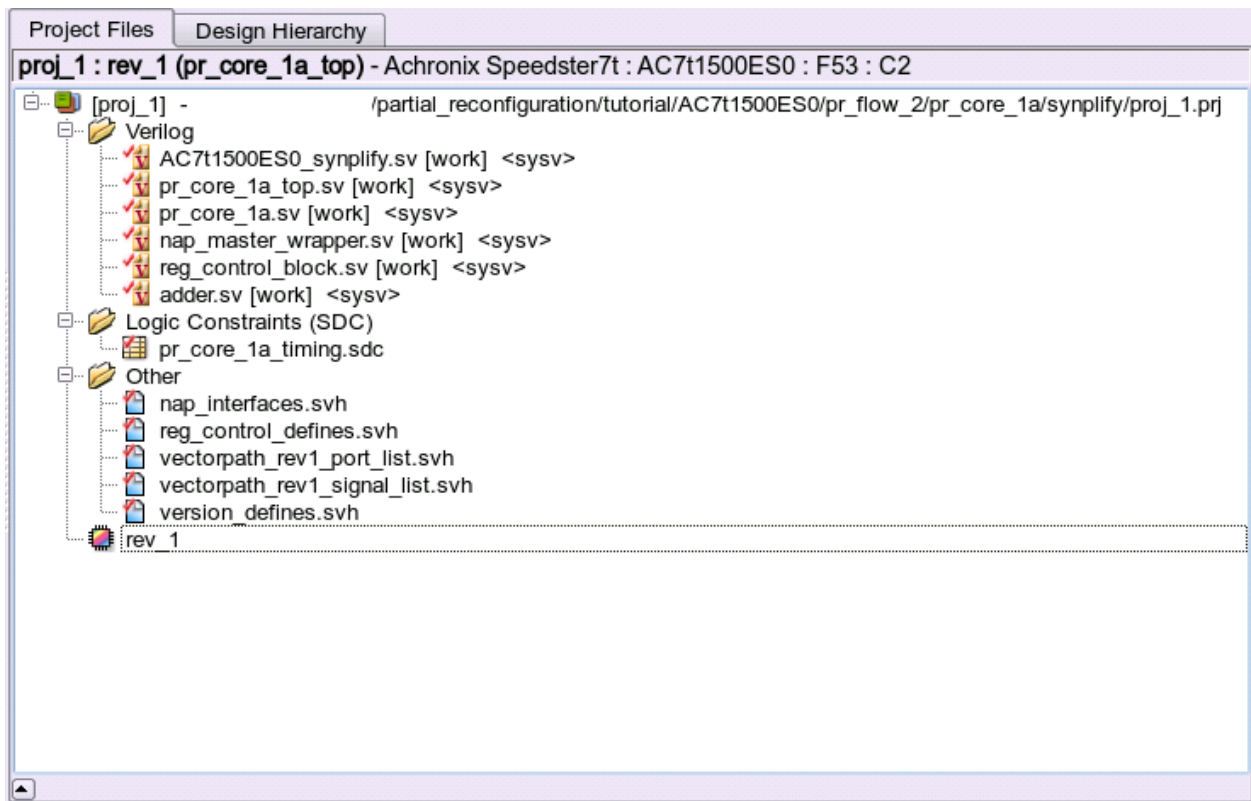 Project Files Design Hierarchy
proj_1 : rev_1 (pr_core_1a_top) - Achronix Speedster7t : AC7t1500ES0 : F53 : C2
[proj_1] - /partial_reconfiguration/tutorial/AC7t1500ES0/pr_flow_2/pr_core_1a/synplify/proj_1.prj
Verilog
AC7t1500ES0_synplify.sv [work] <sysv>
pr_core_1a_top.sv [work] <sysv>
pr_core_1a.sv [work] <sysv>
nap_master_wrapper.sv [work] <sysv>
reg_control_block.sv [work] <sysv>
adder.sv [work] <sysv>
Logic Constraints (SDC)
pr_core_1a_timing.sdc
Other
nap_interfaces.svh
reg_control_defines.svh
vectorpath_rev1_port_list.svh
vectorpath_rev1_signal_list.svh
version_defines.svh
rev_1